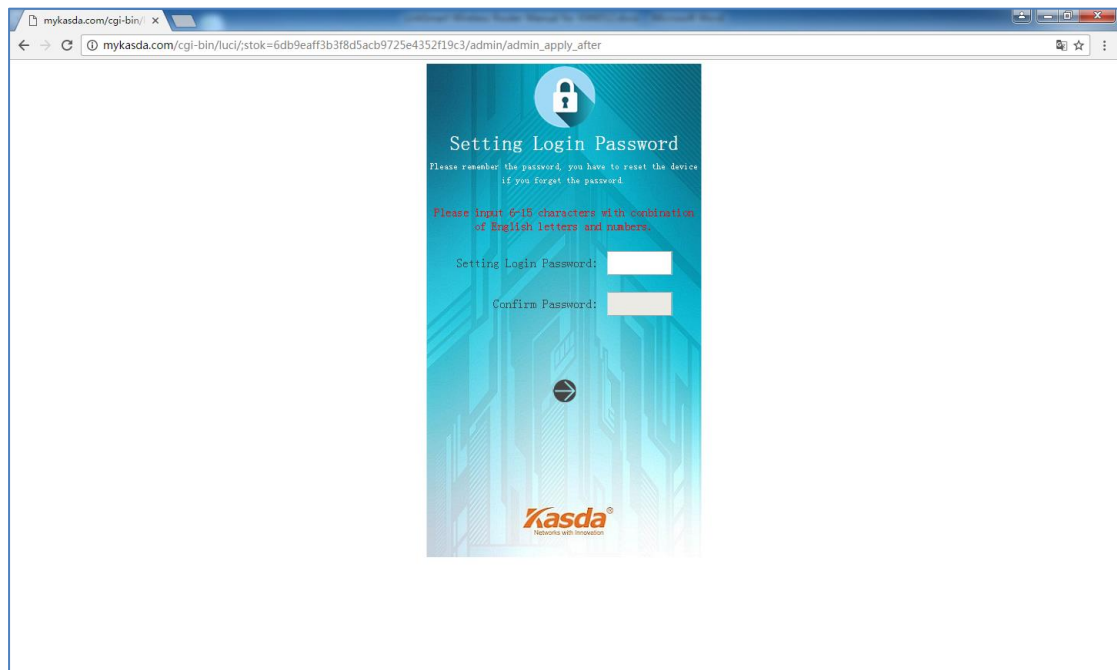 mykasda.com/cgi-bin/l
mykasda.com/cgi-bin/luci/;stok=6db9eaff3b3f8d5acb9725e4352f19c3/admin/admin_apply_after
Setting Login Password
Please remember the password, you have to reset the device
if you forget the password.
Please input 6-15 characters with conbination
of English letters and numbers.
Setting Login Password:
Confirm Password:
Kasda®
Networks with Innovation